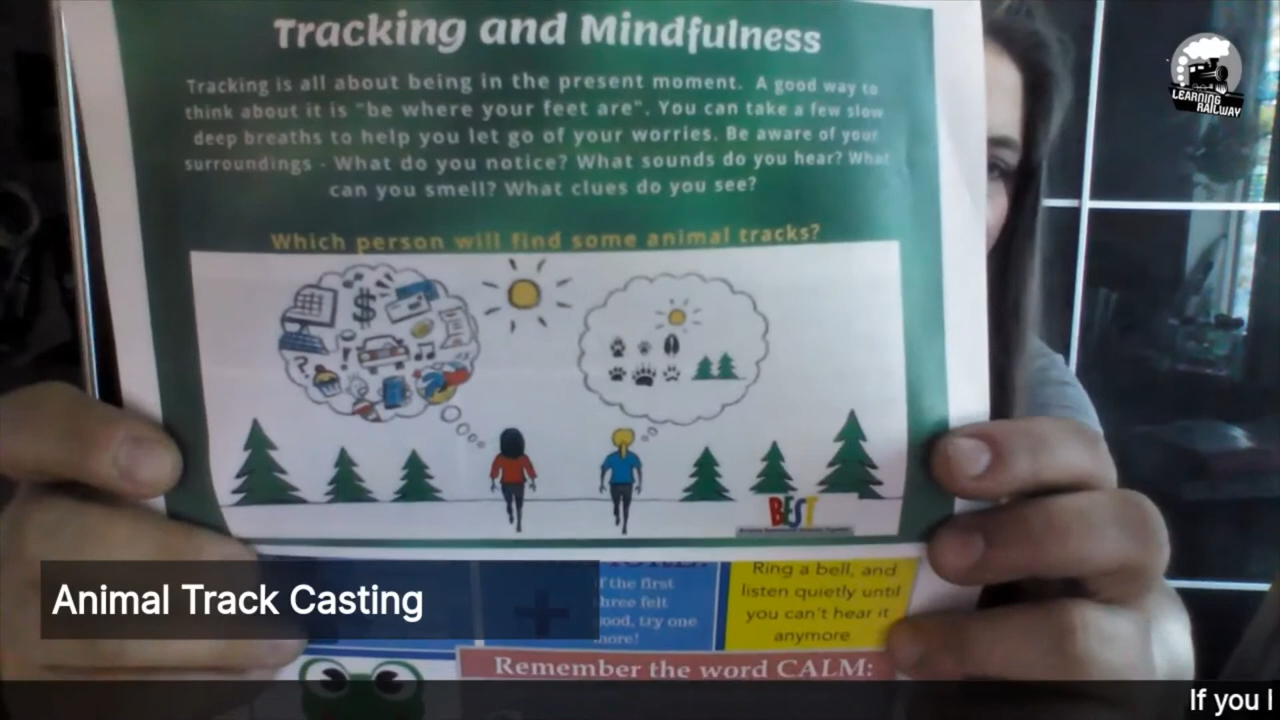 Tracking and Mindfulness
LEARNING
RAILWAY
Tracking is all about being in the present moment. A good way to
think about it is "be where your feet are". You can take a few slow
deep breaths to help you let go of your worries. Be aware of your
surroundings - What do you notice? What sounds do you hear? What
can you smell? What clues do you see?
Which person will find some animal tracks?
BEST
Animal Track Casting
f the first
hree felt
ood, try one
more!
Ring a bell, and
listen quietly until
you can't hear it
anymore
Remember the word CALM:
If you l